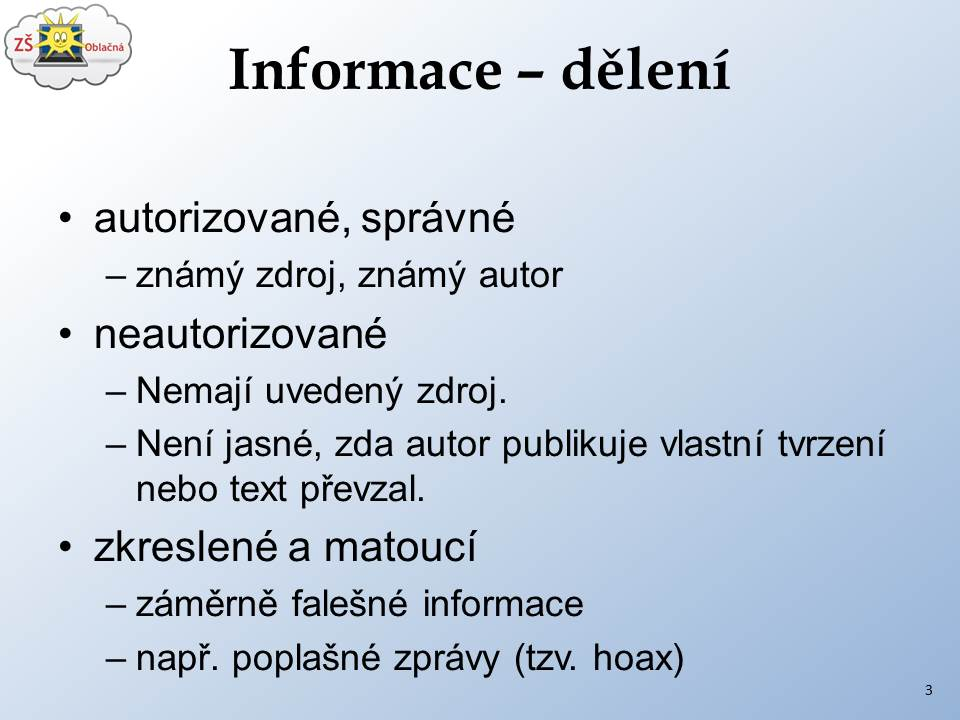 ZŠ Oblačná
Informace – dělení
• autorizované, správné
– známý zdroj, známý autor
• neautorizované
– Nemají uvedený zdroj.
– Není jasné, zda autor publikuje vlastní tvrzení
nebo text převzal.
• zkreslené a matoucí
– záměrně falešné informace
– např. poplašné zprávy (tzv. hoax)
3